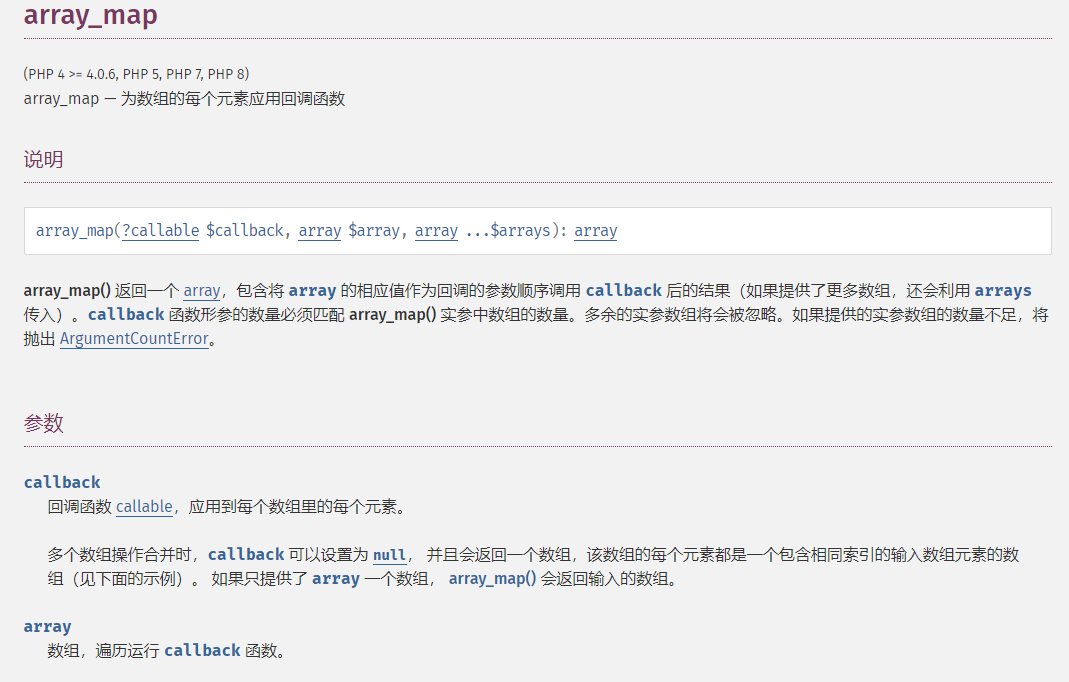 array_map
(PHP 4 >= 4.0.6, PHP 5, PHP 7, PHP 8)
array_map — 为数组的每个元素应用回调函数
说明
array_map(?callable $callback, array $array, array ...$arrays): array
array_map() 返回一个 array，包含将 array 的相应值作为回调的参数顺序调用 callback 后的结果（如果提供了更多数组，还会利用 arrays
传入）。callback 函数形参的数量必须匹配 array_map() 实参中数组的数量。多余的实参数组将会被忽略。如果提供的实参数组的数量不足，将
抛出 ArgumentCountError。
参数
callback
回调函数 callable，应用到每个数组里的每个元素。
多个数组操作合并时，callback 可以设置为 null， 并且会返回一个数组，该数组的每个元素都是一个包含相同索引的输入数组元素的数
组（见下面的示例）。 如果只提供了 array 一个数组， array_map() 会返回输入的数组。
array
数组，遍历运行 callback 函数。